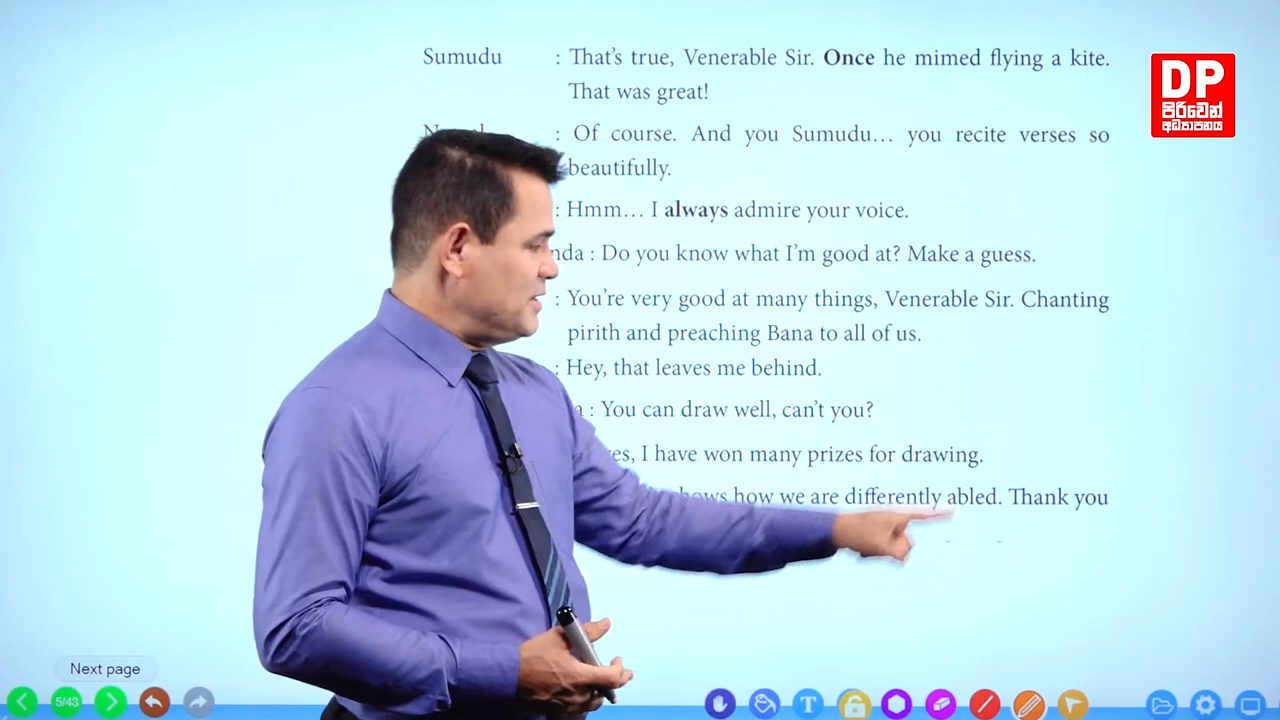 Sumudu : That's true, Venerable Sir. Once he mimed flying a kite.
That was great!
: Of course. And you Sumudu… you recite verses so
beautifully.
: Hmm… I always admire your voice.
: Do you know what I'm good at? Make a guess.
: You're very good at many things, Venerable Sir. Chanting
pirith and preaching Bana to all of us.
: Hey, that leaves me behind.
: You can draw well, can't you?
I have won many prizes for drawing.
how we are differently abled. Thank you
DP
පිරිවෙන්
අධ්‍යාපනය
Next page
5/43
T